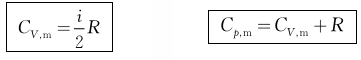 C_{V,m} = \frac{i}{2} R
C_{p,m} = C_{V,m} + R